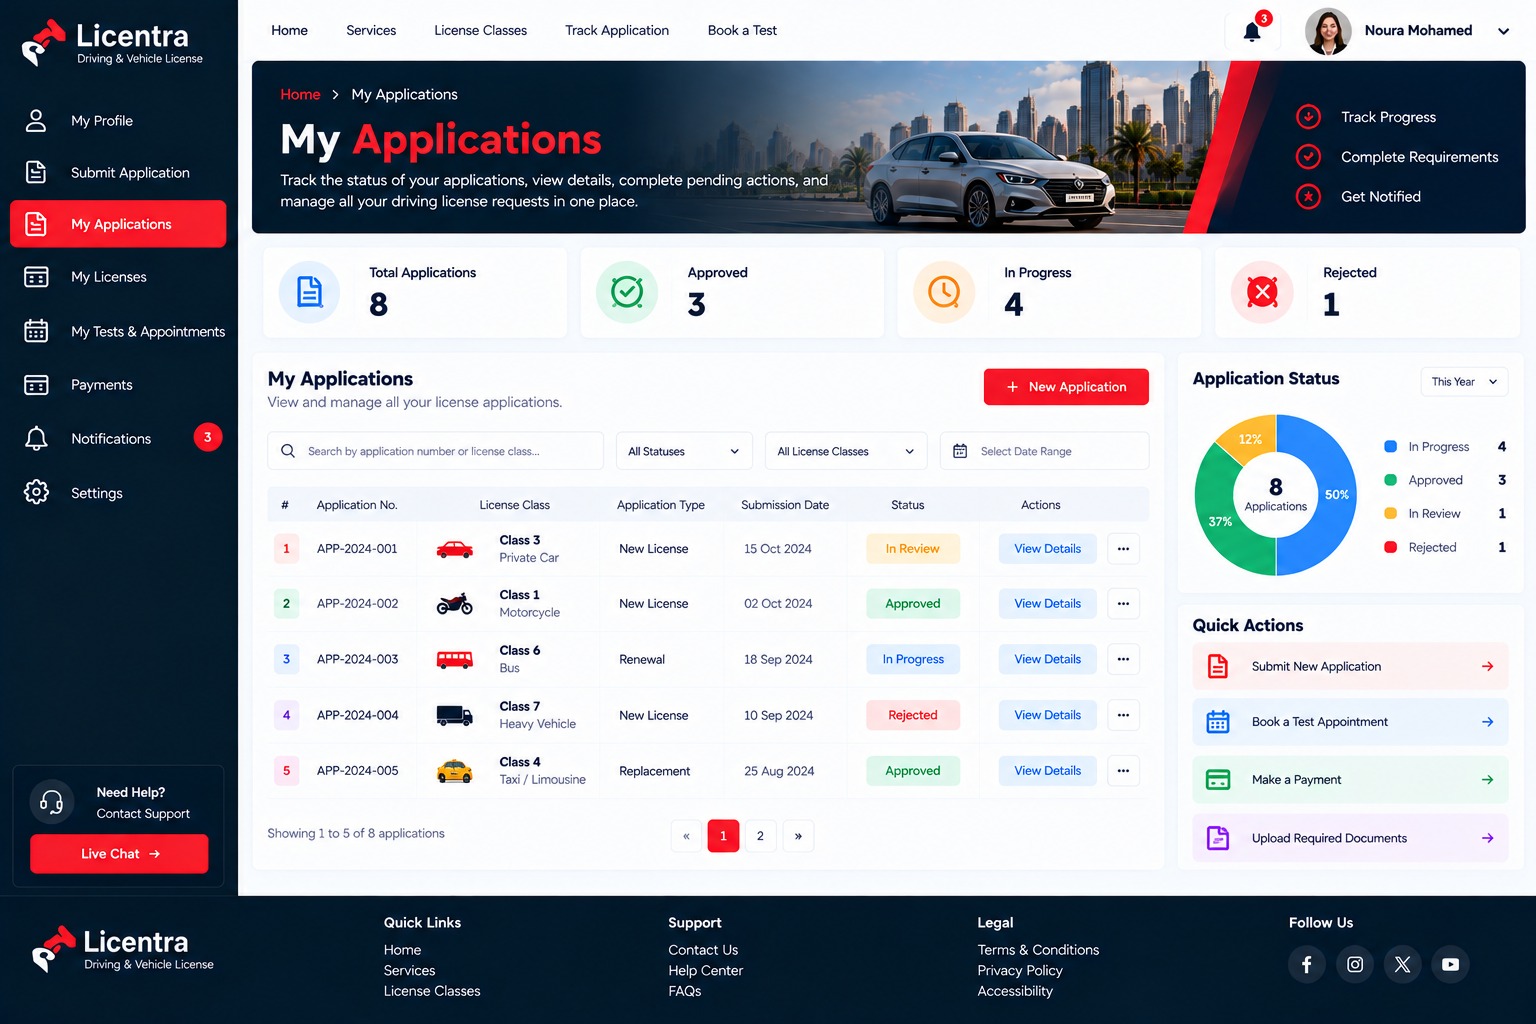 Licentra
Driving & Vehicle License
My Profile
Submit Application
My Applications
My Licenses
My Tests & Appointments
Payments
Notifications
3
Settings
Need Help?
Contact Support
Live Chat →
Home
Services
License Classes
Track Application
Book a Test
3
Noura Mohamed
Home > My Applications
My Applications
Track the status of your applications, view details, complete pending actions, and
manage all your driving license requests in one place.
Track Progress
Complete Requirements
Get Notified
Total Applications
8
Approved
3
In Progress
4
Rejected
1
My Applications
View and manage all your license applications.
+ New Application
Search by application number or license class...
All Statuses
All License Classes
Select Date Range
# Application No. License Class Application Type Submission Date Status Actions
1 APP-2024-001 Class 3 Private Car New License 15 Oct 2024 In Review View Details ...
2 APP-2024-002 Class 1 Motorcycle New License 02 Oct 2024 Approved View Details ...
3 APP-2024-003 Class 6 Bus Renewal 18 Sep 2024 In Progress View Details ...
4 APP-2024-004 Class 7 Heavy Vehicle New License 10 Sep 2024 Rejected View Details ...
5 APP-2024-005 Class 4 Taxi / Limousine Replacement 25 Aug 2024 Approved View Details ...
Showing 1 to 5 of 8 applications
« 1 2 »
Application Status
This Year
12%
50%
37%
8
Applications
In Progress 4
Approved 3
In Review 1
Rejected 1
Quick Actions
Submit New Application →
Book a Test Appointment →
Make a Payment →
Upload Required Documents →
Licentra
Driving & Vehicle License
Quick Links
Home
Services
License Classes
Support
Contact Us
Help Center
FAQs
Legal
Terms & Conditions
Privacy Policy
Accessibility
Follow Us